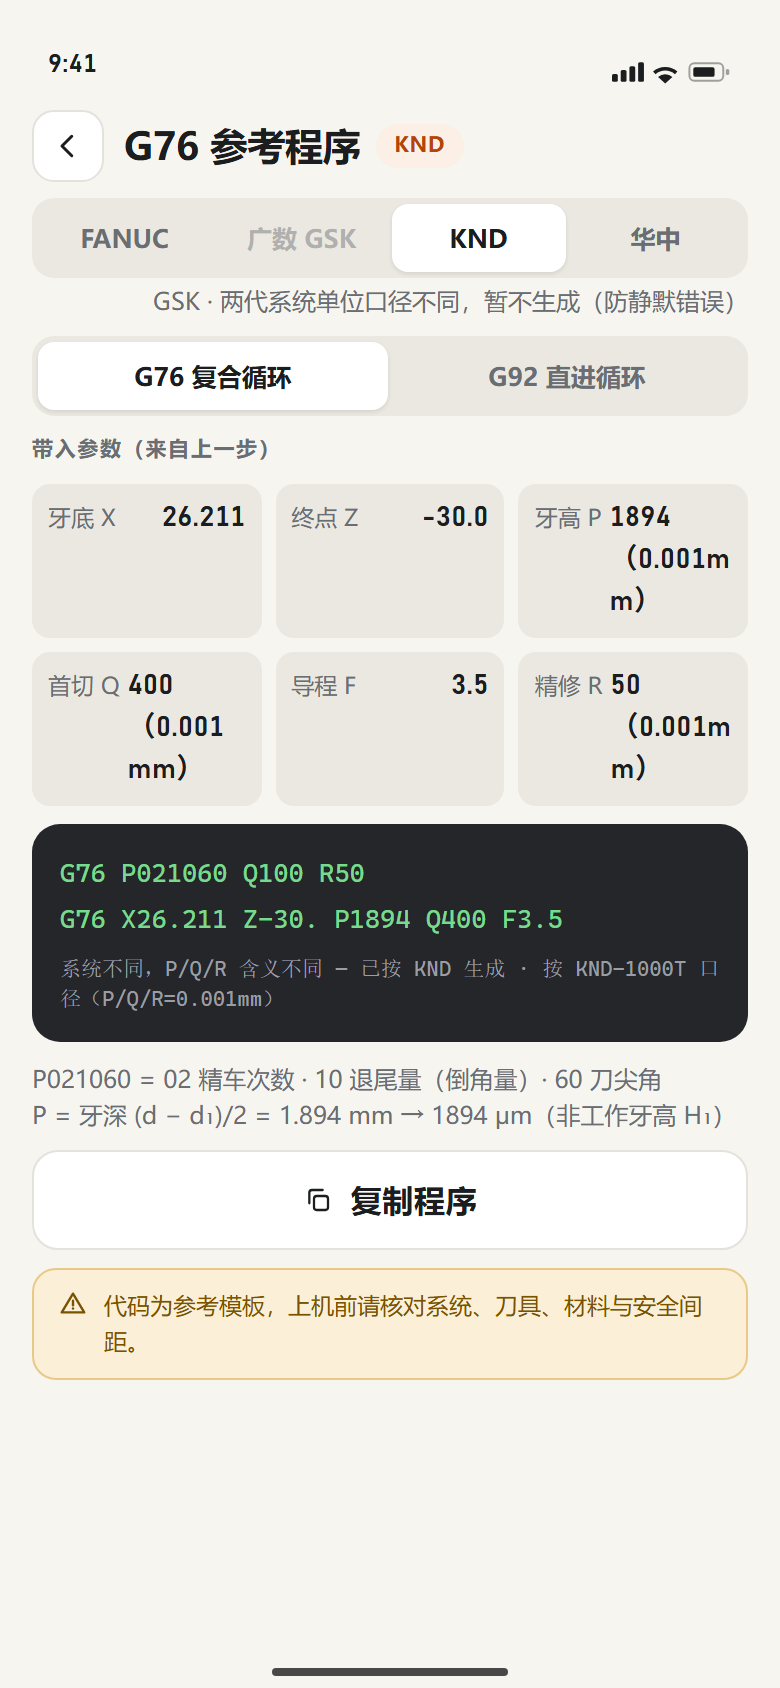 9:41
G76 参考程序 KND
FANUC 广数 GSK KND 华中
GSK · 两代系统单位口径不同，暂不生成（防静默错误）
G76 复合循环 G92 直进循环
带入参数（来自上一步）
牙底 X 26.211
终点 Z -30.0
牙高 P 1894
（0.001m
m）
首切 Q 400
（0.001
mm）
导程 F 3.5
精修 R 50
（0.001m
m）
G76 P021060 Q100 R50
G76 X26.211 Z-30. P1894 Q400 F3.5
系统不同，P/Q/R 含义不同 — 已按 KND 生成 · 按 KND-1000T 口
径（P/Q/R=0.001mm）
P021060 = 02 精车次数 · 10 退尾量（倒角量）· 60 刀尖角
P = 牙深 (d − d₁)/2 = 1.894 mm → 1894 µm（非工作牙高 H₁）
复制程序
代码为参考模板，上机前请核对系统、刀具、材料与安全间
距。